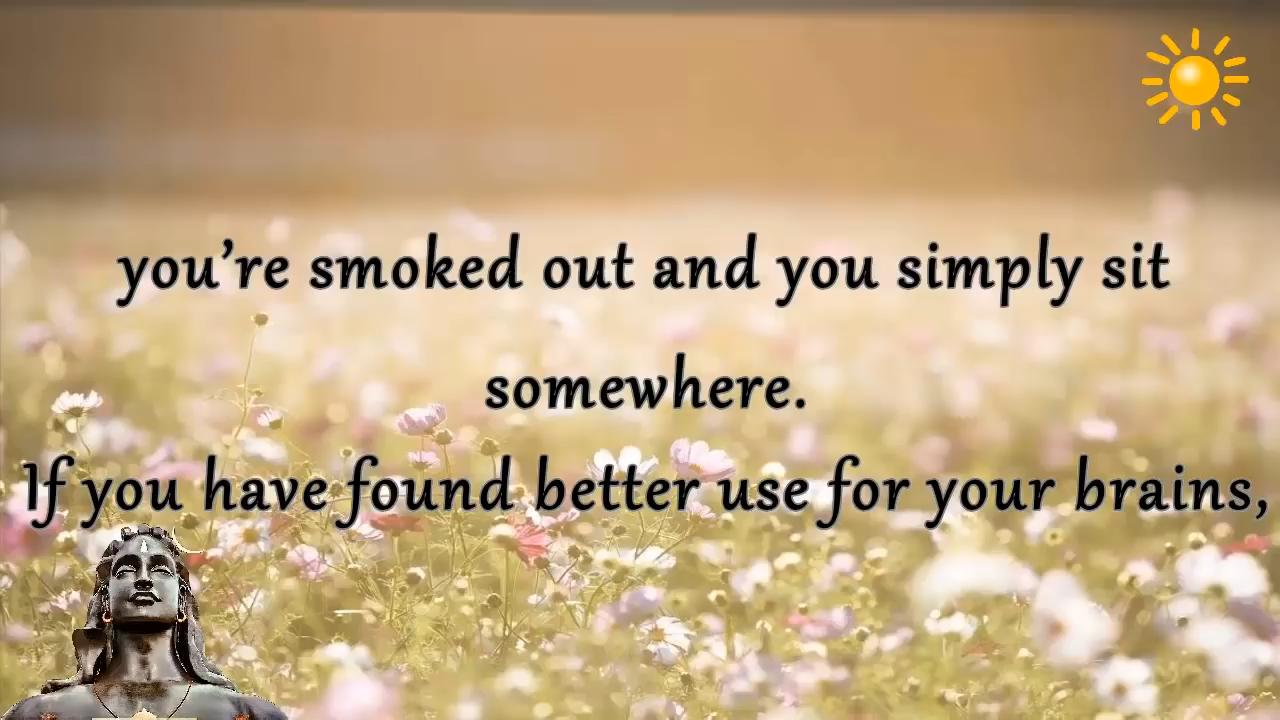 you’re smoked out and you simply sit
somewhere.
If you have found better use for your brains,